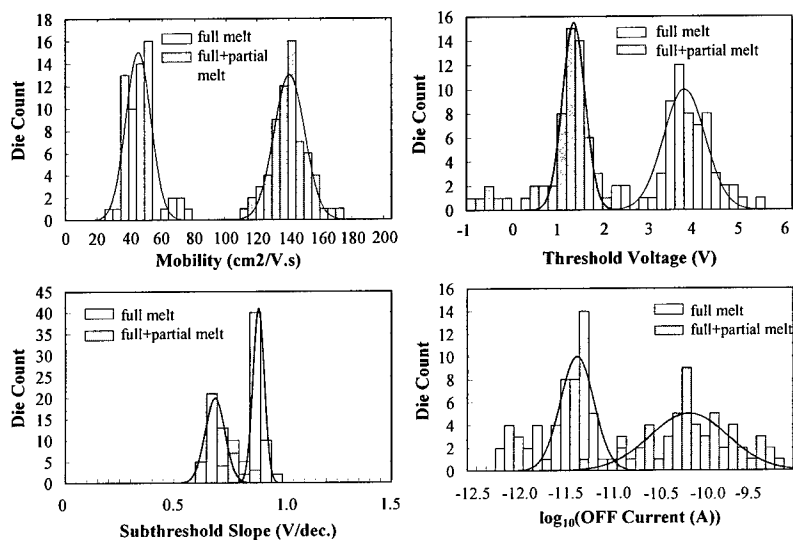 18
16
14
12
10
8
6
4
2
0
Die Count
full melt
full+partial
melt
0 20 40 60 80 100 120 140 160 180 200
Mobility (cm2/V.s)
16
14
12
10
8
6
4
2
0
Die Count
full melt
full+partial melt
-1 0 1 2 3 4 5 6
Threshold Voltage (V)
45
40
35
30
25
20
15
10
5
0
Die Count
full melt
full+partial melt
0 0.5 1.0 1.5
Subthreshold Slope (V/dec.)
16
14
12
10
8
6
4
2
0
Die Count
full melt
full+partial melt
-12.5 -12.0 -11.5 -11.0 -10.5 -10.0 -9.5
log₁₀(OFF Current (A))